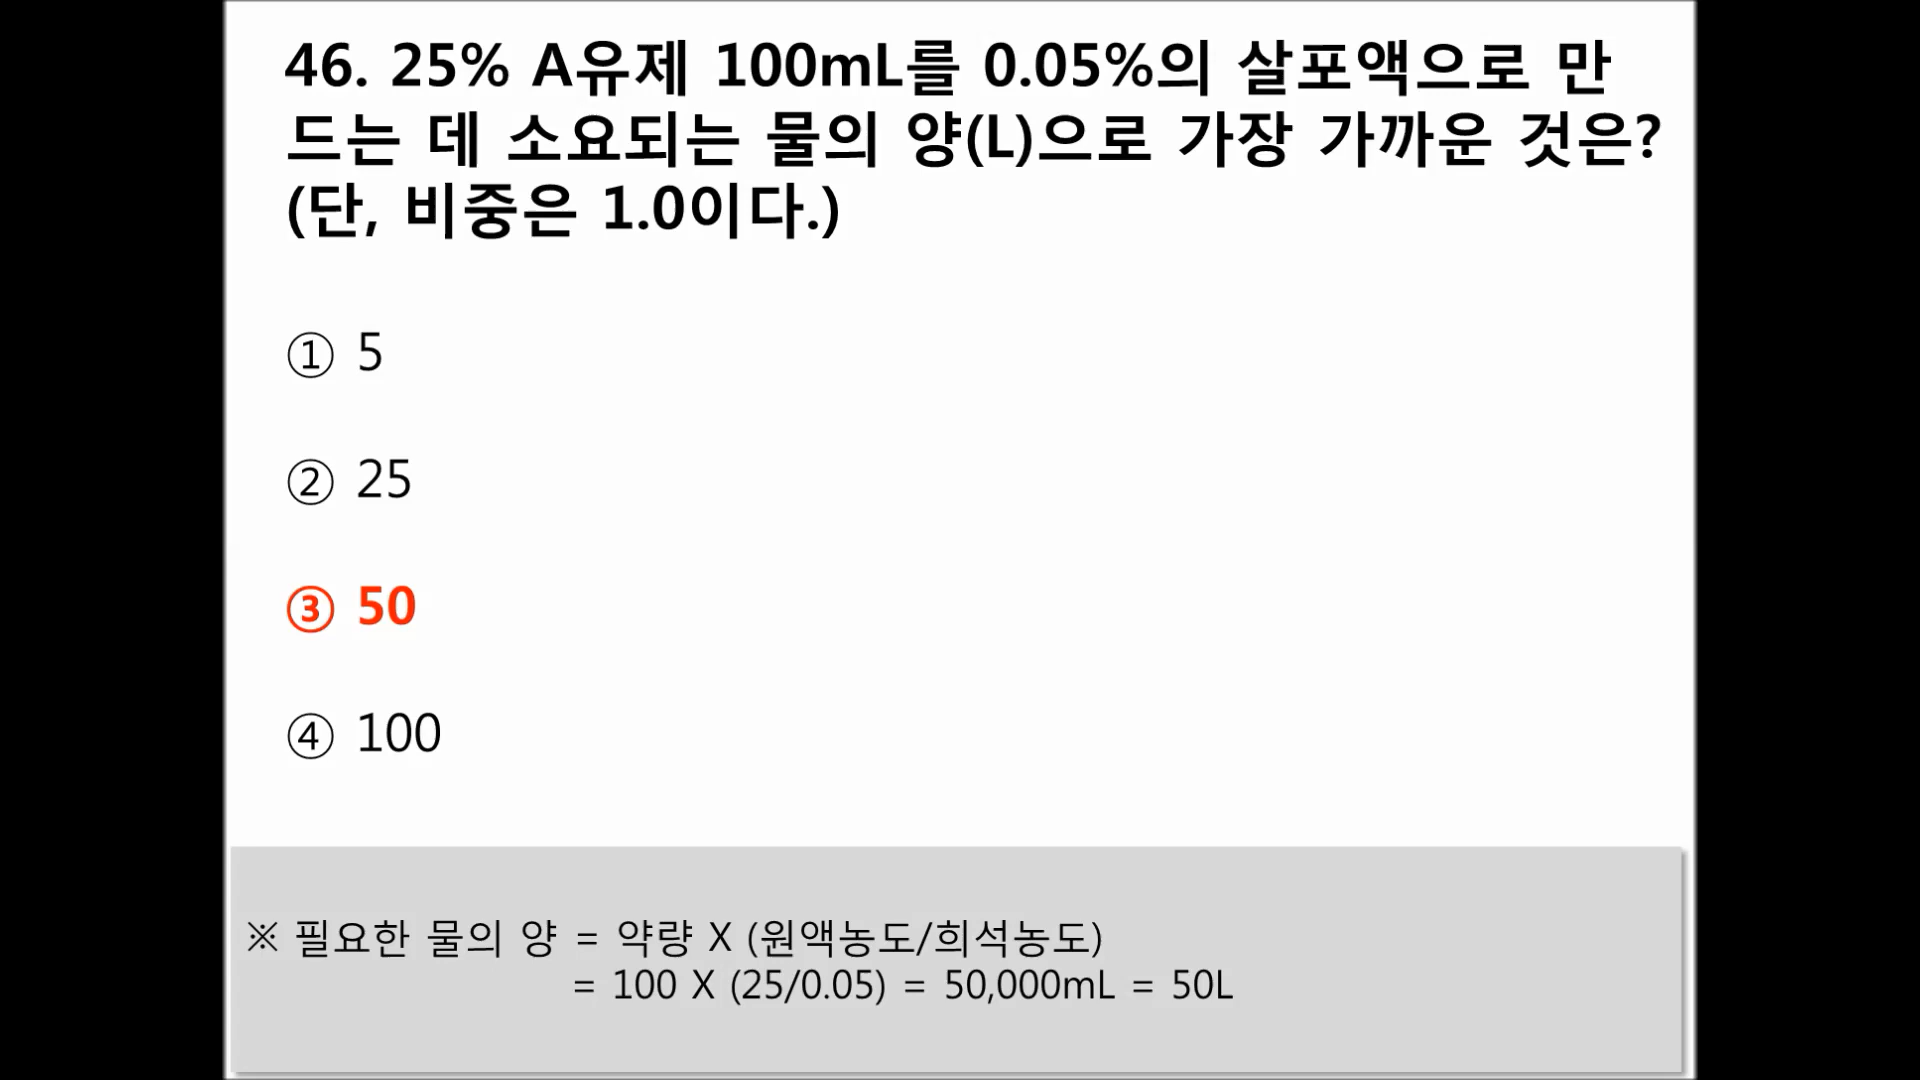 46. 25% A유제 100mL를 0.05%의 살포액으로 만
드는 데 소요되는 물의 양(L)으로 가장 가까운 것은?
(단, 비중은 1.0이다.)
① 5
② 25
③ 50
④ 100
※ 필요한 물의 양 = 약량 X (원액농도/희석농도)
= 100 X (25/0.05) = 50,000mL = 50L